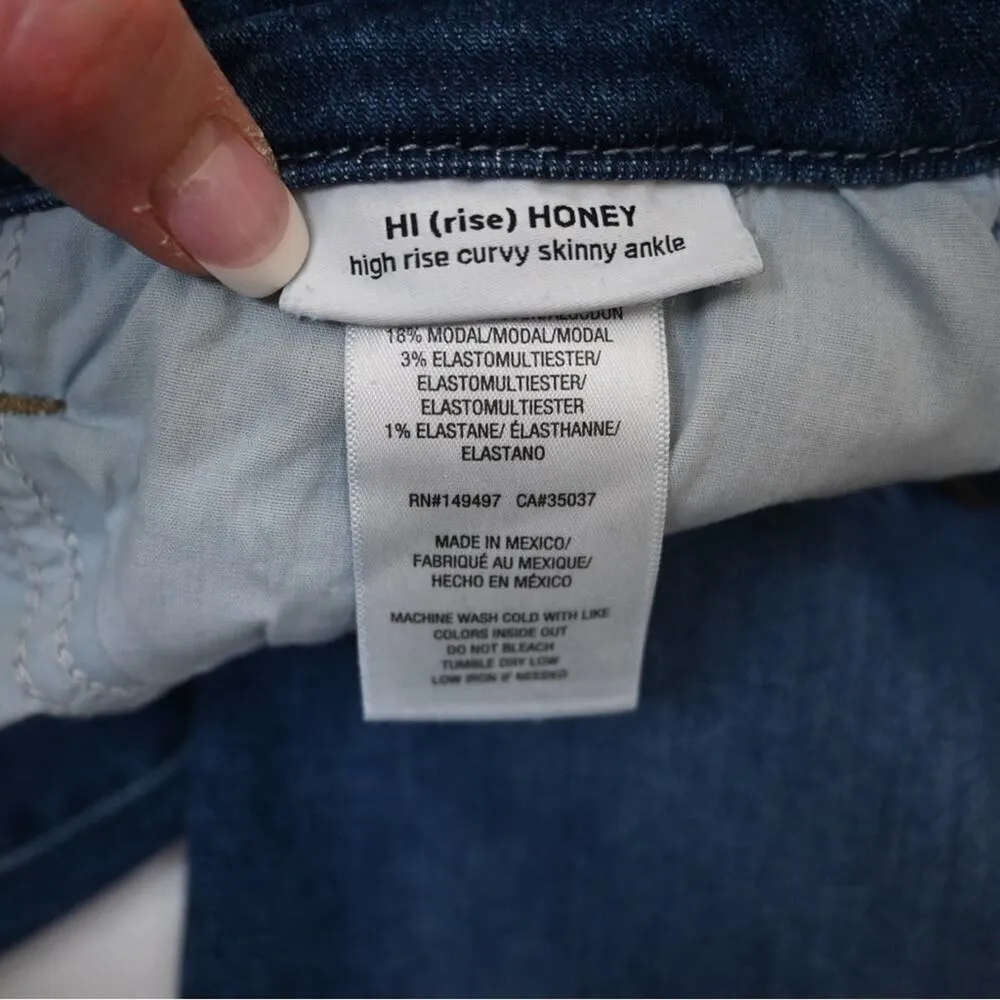 HI (rise) HONEY
high rise curvy skinny ankle
ALGODON
18% MODAL/MODAL/MODAL
3% ELASTOMULTIESTER/
ELASTOMULTIESTER/
ELASTOMULTIESTER
1% ELASTANE/ ÉLASTHANNE/
ELASTANO
RN#149497 CA#35037
MADE IN MEXICO/
FABRIQUÉ AU MEXIQUE/
HECHO EN MÉXICO
MACHINE WASH COLD WITH LIKE
COLORS INSIDE OUT
DO NOT BLEACH
TUMBLE DRY LOW
LOW IRON IF NEEDED